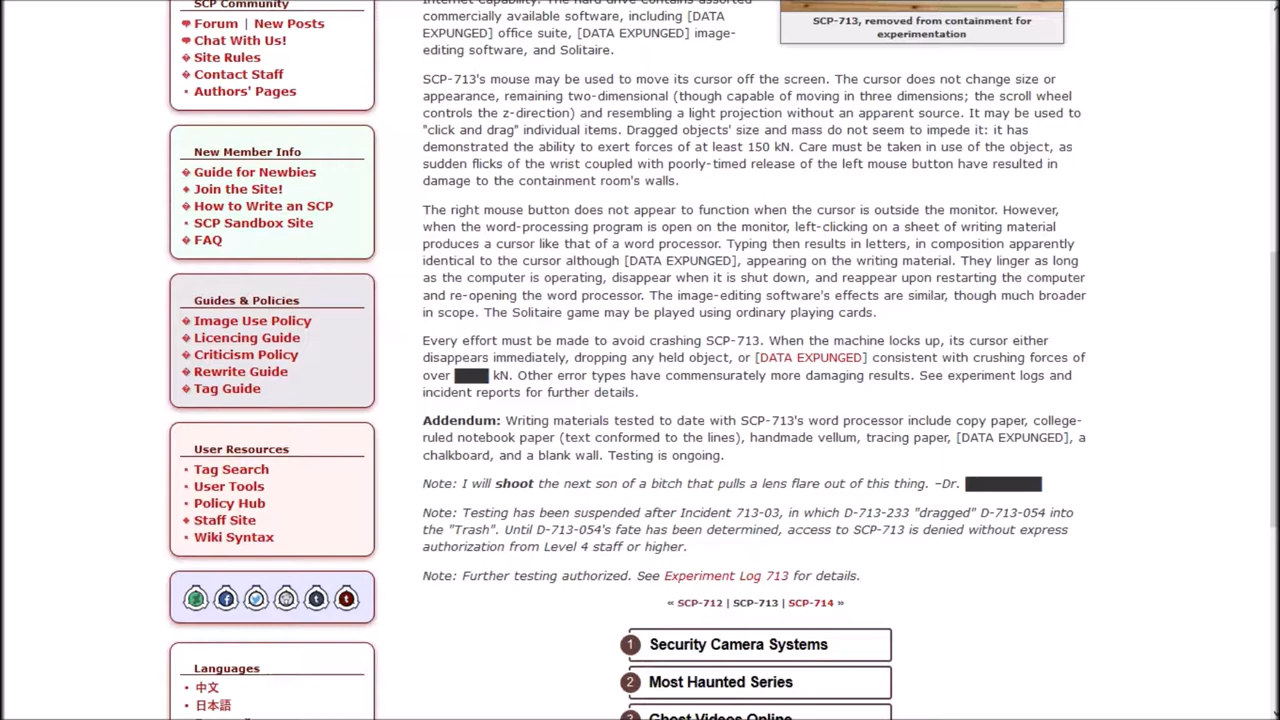 SCP Community
Forum | New Posts
Chat With Us!
Site Rules
Contact Staff
Authors' Pages
New Member Info
Guide for Newbies
Join the Site!
How to Write an SCP
SCP Sandbox Site
FAQ
Guides & Policies
Image Use Policy
Licencing Guide
Criticism Policy
Rewrite Guide
Tag Guide
User Resources
Tag Search
User Tools
Policy Hub
Staff Site
Wiki Syntax
Languages
中文
日本語
Internet Capability. The hard drive contains assorted
commercially available software, including [DATA
EXPUNGED] office suite, [DATA EXPUNGED] image-
editing software, and Solitaire.
SCP-713, removed from containment for
experimentation
SCP-713's mouse may be used to move its cursor off the screen. The cursor does not change size or
appearance, remaining two-dimensional (though capable of moving in three dimensions; the scroll wheel
controls the z-direction) and resembling a light projection without an apparent source. It may be used to
"click and drag" individual items. Dragged objects' size and mass do not seem to impede it: it has
demonstrated the ability to exert forces of at least 150 kN. Care must be taken in use of the object, as
sudden flicks of the wrist coupled with poorly-timed release of the left mouse button have resulted in
damage to the containment room's walls.
The right mouse button does not appear to function when the cursor is outside the monitor. However,
when the word-processing program is open on the monitor, left-clicking on a sheet of writing material
produces a cursor like that of a word processor. Typing then results in letters, in composition apparently
identical to the cursor although [DATA EXPUNGED], appearing on the writing material. They linger as long
as the computer is operating, disappear when it is shut down, and reappear upon restarting the computer
and re-opening the word processor. The image-editing software's effects are similar, though much broader
in scope. The Solitaire game may be played using ordinary playing cards.
Every effort must be made to avoid crashing SCP-713. When the machine locks up, its cursor either
disappears immediately, dropping any held object, or [DATA EXPUNGED] consistent with crushing forces of
over ████ kN. Other error types have commensurately more damaging results. See experiment logs and
incident reports for further details.
Addendum: Writing materials tested to date with SCP-713's word processor include copy paper, college-
ruled notebook paper (text conformed to the lines), handmade vellum, tracing paper, [DATA EXPUNGED], a
chalkboard, and a blank wall. Testing is ongoing.
Note: I will shoot the next son of a bitch that pulls a lens flare out of this thing. –Dr. █████████
Note: Testing has been suspended after Incident 713-03, in which D-713-233 "dragged" D-713-054 into
the "Trash". Until D-713-054's fate has been determined, access to SCP-713 is denied without express
authorization from Level 4 staff or higher.
Note: Further testing authorized. See Experiment Log 713 for details.
« SCP-712 | SCP-713 | SCP-714 »
1 Security Camera Systems
2 Most Haunted Series
3 Ghost Videos Online